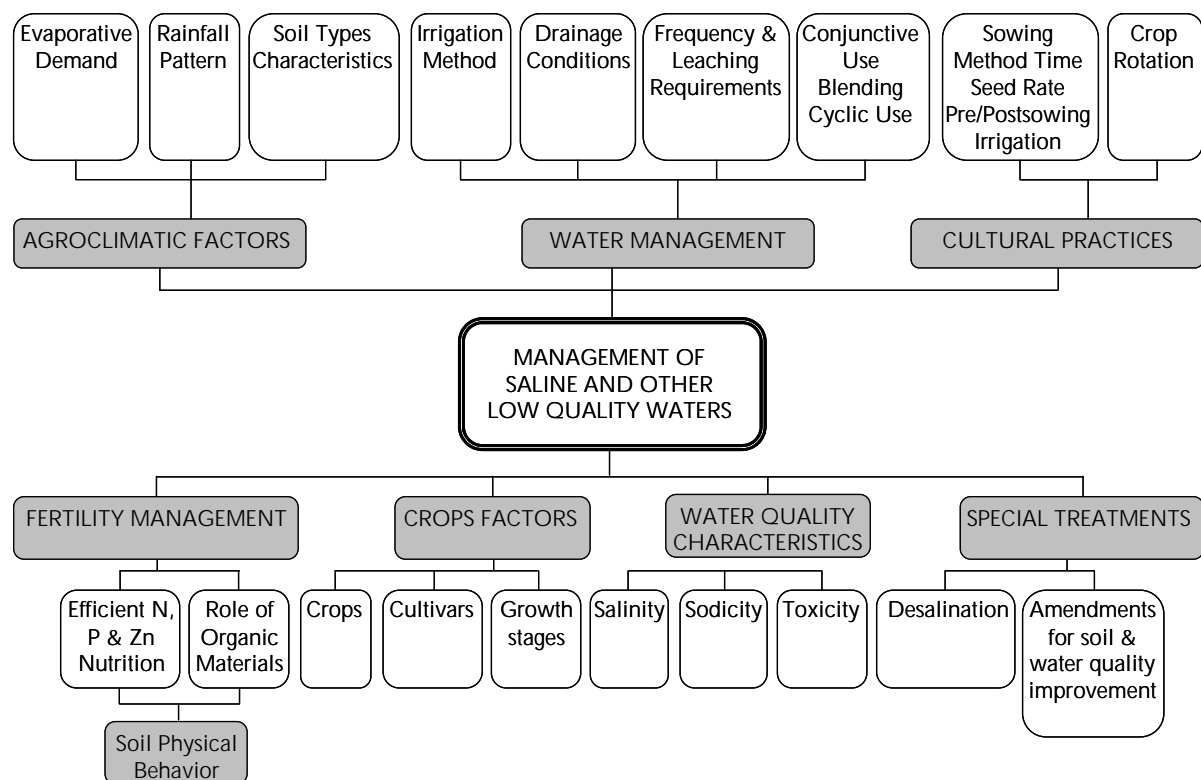 Evaporative
Demand
Rainfall
Pattern
Soil Types
Characteristics
Irrigation
Method
Drainage
Conditions
Frequency &
Leaching
Requirements
Conjunctive
Use
Blending
Cyclic Use
Sowing
Method Time
Seed Rate
Pre/Postsowing
Irrigation
Crop
Rotation
AGROCLIMATIC FACTORS
WATER MANAGEMENT
CULTURAL PRACTICES
MANAGEMENT OF
SALINE AND OTHER
LOW QUALITY WATERS
FERTILITY MANAGEMENT
CROPS FACTORS
WATER QUALITY
CHARACTERISTICS
SPECIAL TREATMENTS
Efficient N,
P & Zn
Nutrition
Role of
Organic
Materials
Crops
Cultivars
Growth
stages
Salinity
Sodicity
Toxicity
Desalination
Amendments
for soil &
water quality
improvement
Soil Physical
Behavior